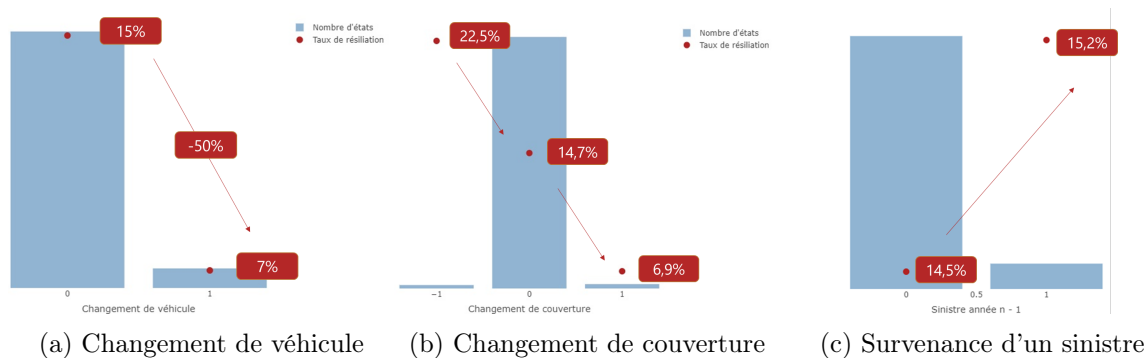 15%
-50%
7%
Nombre d'états
Taux de résiliation
0
1
Changement de véhicule
(a) Changement de véhicule
22,5%
14,7%
6,9%
Nombre d'états
Taux de résiliation
−1
0
1
Changement de couverture
(b) Changement de couverture
15,2%
14,5%
0
0.5
1
Sinistre année n - 1
(c) Survenance d'un sinistre